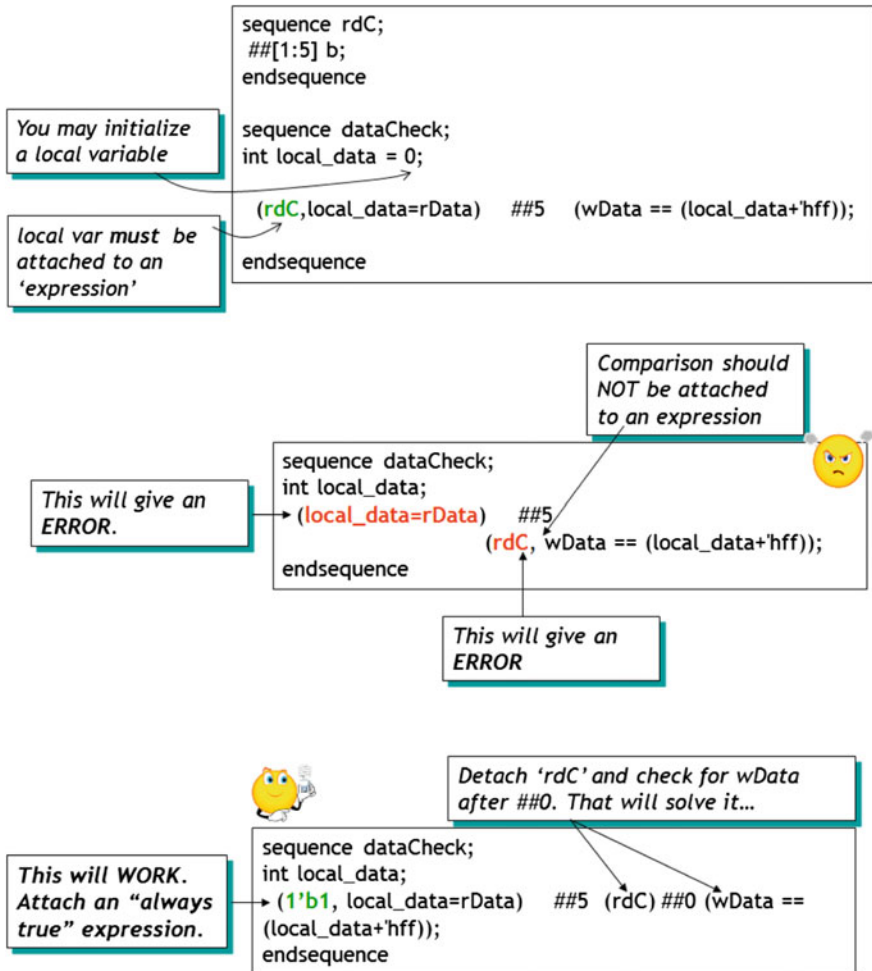 sequence rdC;
##[1:5] b;
endsequence
You may initialize
a local variable
sequence dataCheck;
int local_data = 0;
(rdC,local_data=rData) ##5 (wData == (local_data+'hff));
local var must be
attached to an
‘expression’
endsequence
Comparison should
NOT be attached
to an expression
This will give an
ERROR.
sequence dataCheck;
int local_data;
(local_data=rData) ##5
(rdC, wData == (local_data+'hff));
endsequence
This will give an
ERROR
Detach ‘rdC’ and check for wData
after ##0. That will solve it…
This will WORK.
Attach an “always
true” expression.
sequence dataCheck;
int local_data;
(1’b1, local_data=rData) ##5 (rdC) ##0 (wData ==
(local_data+'hff));
endsequence